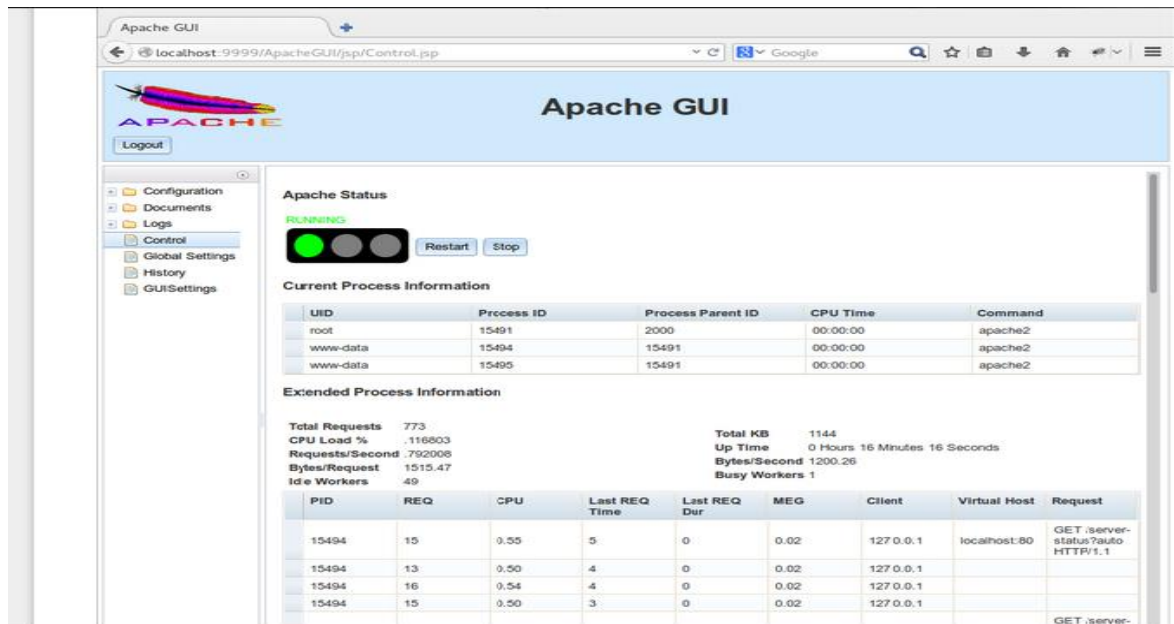 Apache GUI
localhost:9999/ApacheGUI/jsp/Control.jsp
Google
APACHE
Apache GUI
Logout
Configuration
Documents
Logs
Control
Global Settings
History
GUISettings
Apache Status
RUNNING
Restart Stop
Current Process Information
UID Process ID Process Parent ID CPU Time Command
root 15491 2000 00:00:00 apache2
www-data 15494 15491 00:00:00 apache2
www-data 15495 15491 00:00:00 apache2
Extended Process Information
Total Requests 773
CPU Load % .116803
Requests/Second .792008
Bytes/Request 1515.47
Idle Workers 49
Total KB 1144
Up Time 0 Hours 16 Minutes 16 Seconds
Bytes/Second 1200.26
Busy Workers 1
PID REQ CPU Last REQ Time Last REQ Dur MEG Client Virtual Host Request
15494 15 0.55 5 0 0.02 127.0.0.1 localhost:80 GET /server-status?auto HTTP/1.1
15494 13 0.50 4 0 0.02 127.0.0.1
15494 16 0.54 4 0 0.02 127.0.0.1
15494 15 0.50 3 0 0.02 127.0.0.1
GET /server-